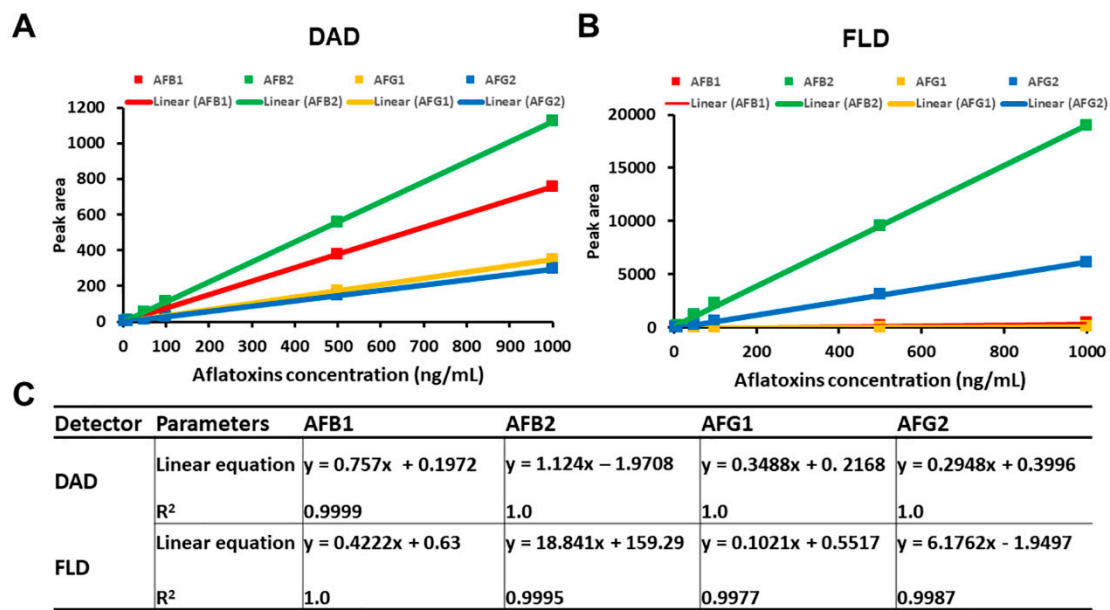 A
DAD
AFB1 AFB2 AFG1 AFG2
Linear (AFB1) Linear (AFB2) Linear (AFG1) Linear (AFG2)
1200
1000
800
600
400
200
0
Peak area
0 100 200 300 400 500 600 700 800 900 1000
Aflatoxins concentration (ng/mL)
B
FLD
AFB1 AFB2 AFG1 AFG2
Linear (AFB1) Linear (AFB2) Linear (AFG1) Linear (AFG2)
20000
15000
10000
5000
0
Peak area
0 200 400 600 800 1000
Aflatoxins concentration (ng/mL)
C
Detector Parameters AFB1 AFB2 AFG1 AFG2
DAD
Linear equation y = 0.757x + 0.1972 y = 1.124x – 1.9708 y = 0.3488x + 0. 2168 y = 0.2948x + 0.3996
R² 0.9999 1.0 1.0 1.0
FLD
Linear equation y = 0.4222x + 0.63 y = 18.841x + 159.29 y = 0.1021x + 0.5517 y = 6.1762x - 1.9497
R² 1.0 0.9995 0.9977 0.9987